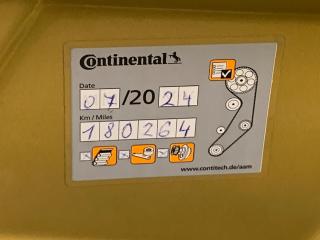 Continental
Date
07/2024
Km / Miles
180264
www.contitech.de/aam